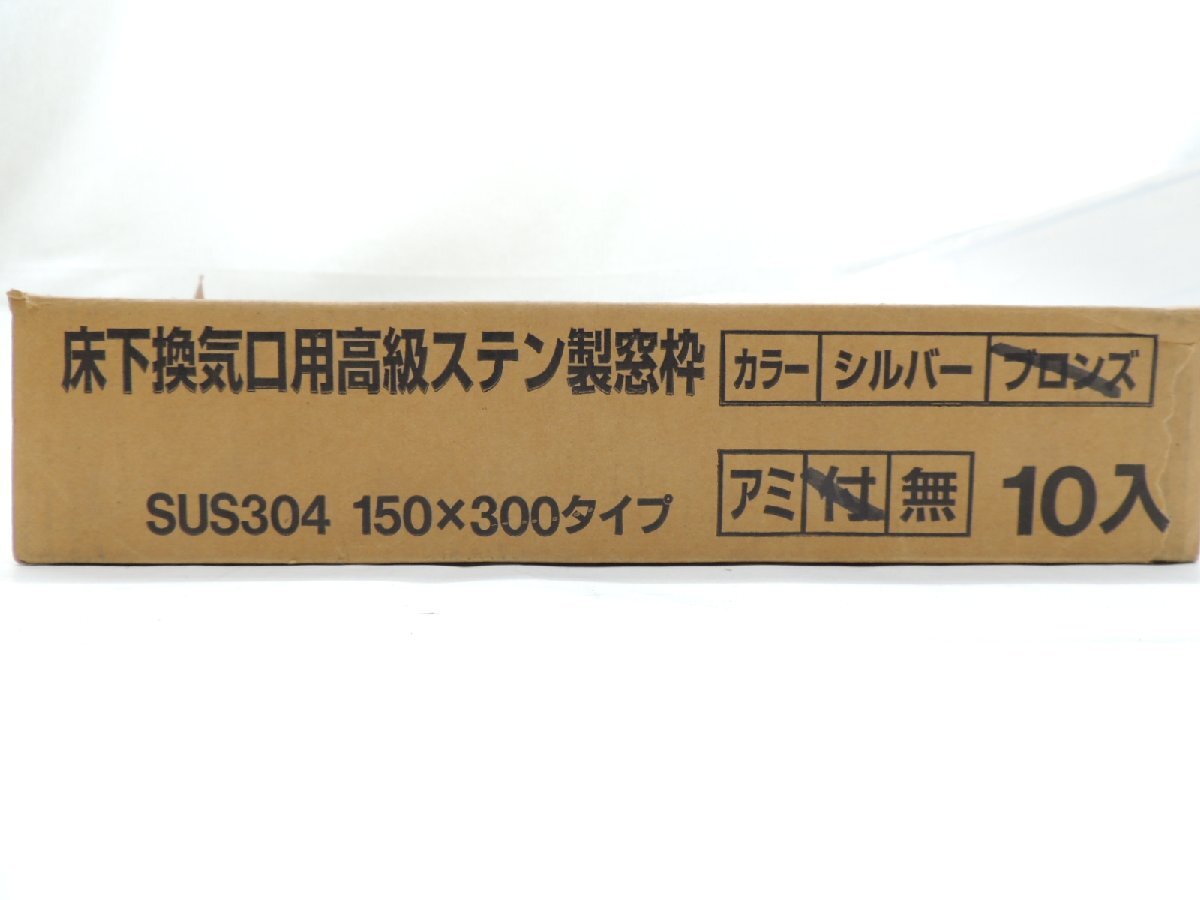 床下換気口用高級ステン製窓枠 カラー シルバー ブロンズ
SUS304 150×300タイプ アミ 付 無 10入